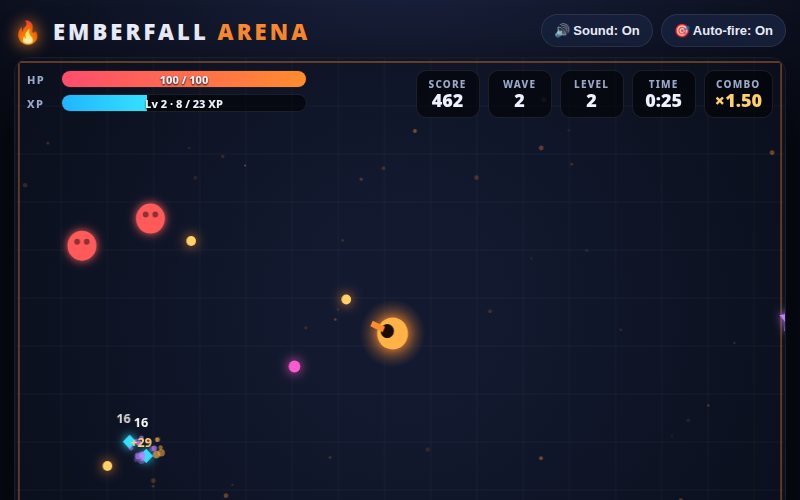 EMBERFALL ARENA
Sound: On
Auto-fire: On
HP
100 / 100
XP
Lv 2 · 8 / 23 XP
SCORE
462
WAVE
2
LEVEL
2
TIME
0:25
COMBO
×1.50
16
16
+29